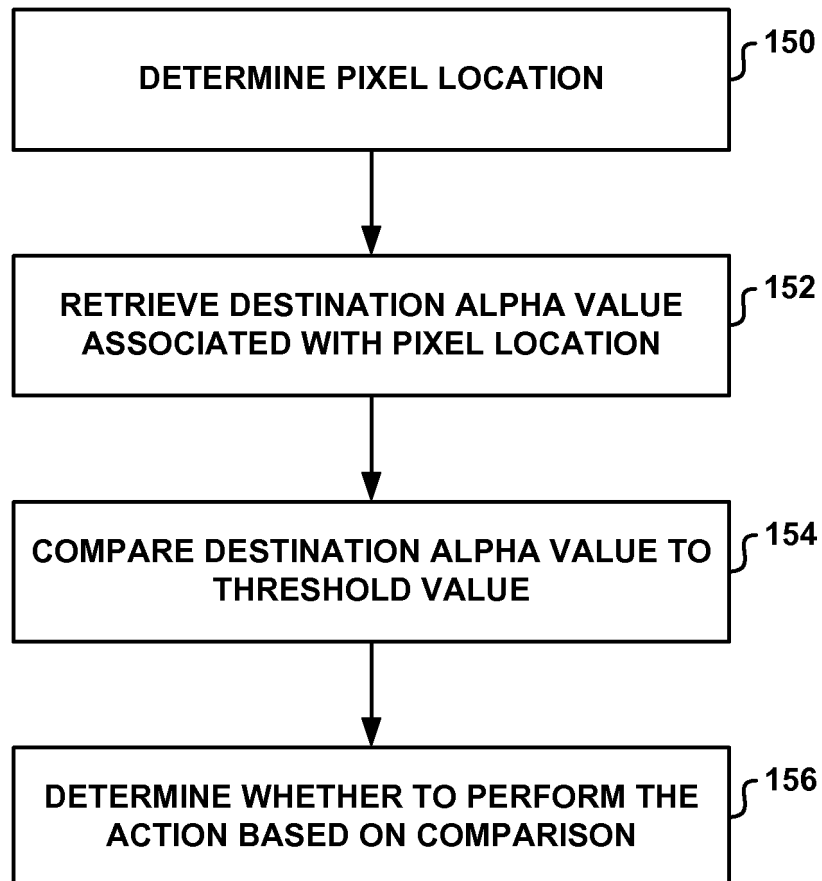 DETERMINE PIXEL LOCATION
150
RETRIEVE DESTINATION ALPHA VALUE
ASSOCIATED WITH PIXEL LOCATION
152
COMPARE DESTINATION ALPHA VALUE TO
THRESHOLD VALUE
154
DETERMINE WHETHER TO PERFORM THE
ACTION BASED ON COMPARISON
156